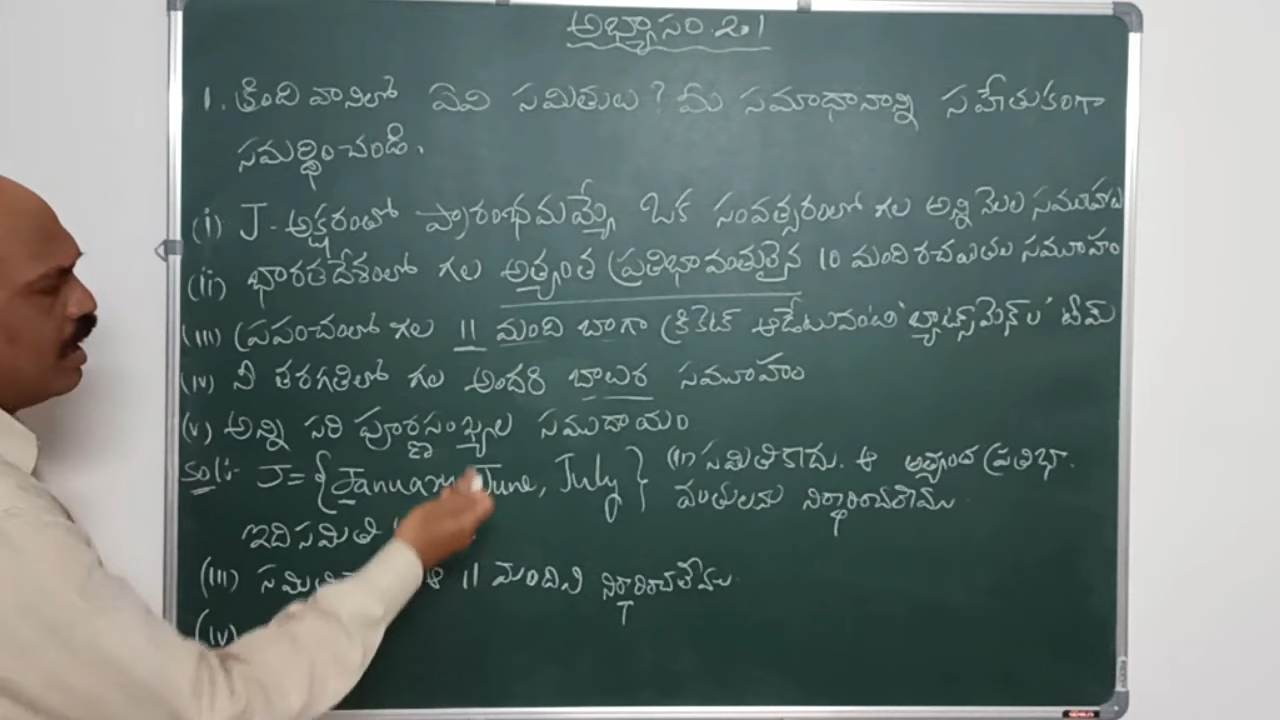 అభ్యాసం.2.1
1. క్రింది వానిలో ఏవి సమితులు? మీ సమాధానాన్ని సహేతుకంగా
సమర్థించండి.
(i) J - అక్షరంతో ప్రారంభమయ్యే ఒక సంవత్సరంలో గల అన్ని నెలల సమూహం
(ii) భారతదేశంలో గల అత్యంత ప్రతిభావంతులైన 10 మంది రచయితల సమూహం
(iii) ప్రపంచంలో గల 11 మంది బాగా క్రికెట్ ఆడేటువంటి 'బ్యాట్స్‌మెన్‌ల' టీమ్
(iv) నీ తరగతిలో గల అందరి బాలుర సమూహం
(v) అన్ని సరి పూర్ణసంఖ్యల సముదాయం
J = {January, June, July}
(ii) సమితి కాదు. ఆ అత్యంత ప్రతిభా
వంతులను నిర్ధారించలేము
ఇది సమితి
(iii) ఆ 11 మందిని నిర్ధారించలేము.
(iv)